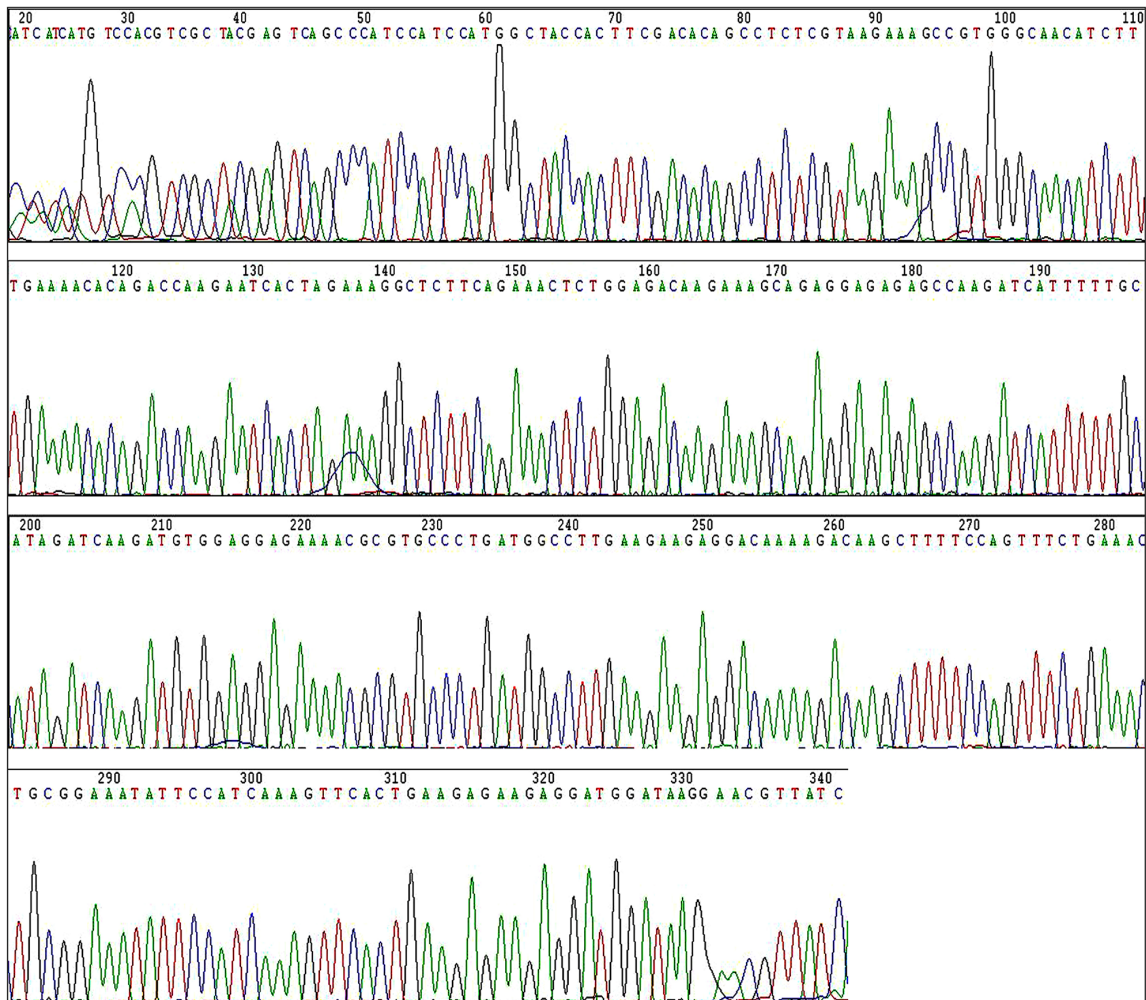 20 30 40 50 60 70 80 90 100 110
ATCATCATG TCCACGTCGC TACG AG TCAGCCCATCCATCCATGGCTACCACTTCGACACAGCCTCTCGTAAGAAAGCCGTGGGCAACATCTT
120 130 140 150 160 170 180 190
TGAAAACACAGACCAAGAATCACTAGAAAGGCTCTTCAGAAACTCTGGAGACAAGAAAGCAGAGGAGAGAGCCAAGATCATTTTTGC
200 210 220 230 240 250 260 270 280
ATAGATCAAGATGTGGAGGAGAAAACGCGTGCCCTGATGGCCTTGAAGAAGAGGACAAAAGACAAGCTTTTCCAGTTTCTGAAAC
290 300 310 320 330 340
TGCGGAAATATTCCATCAAAGTTCACTGAAGAGAAGAGGATGGATAAGGAACGTTATC